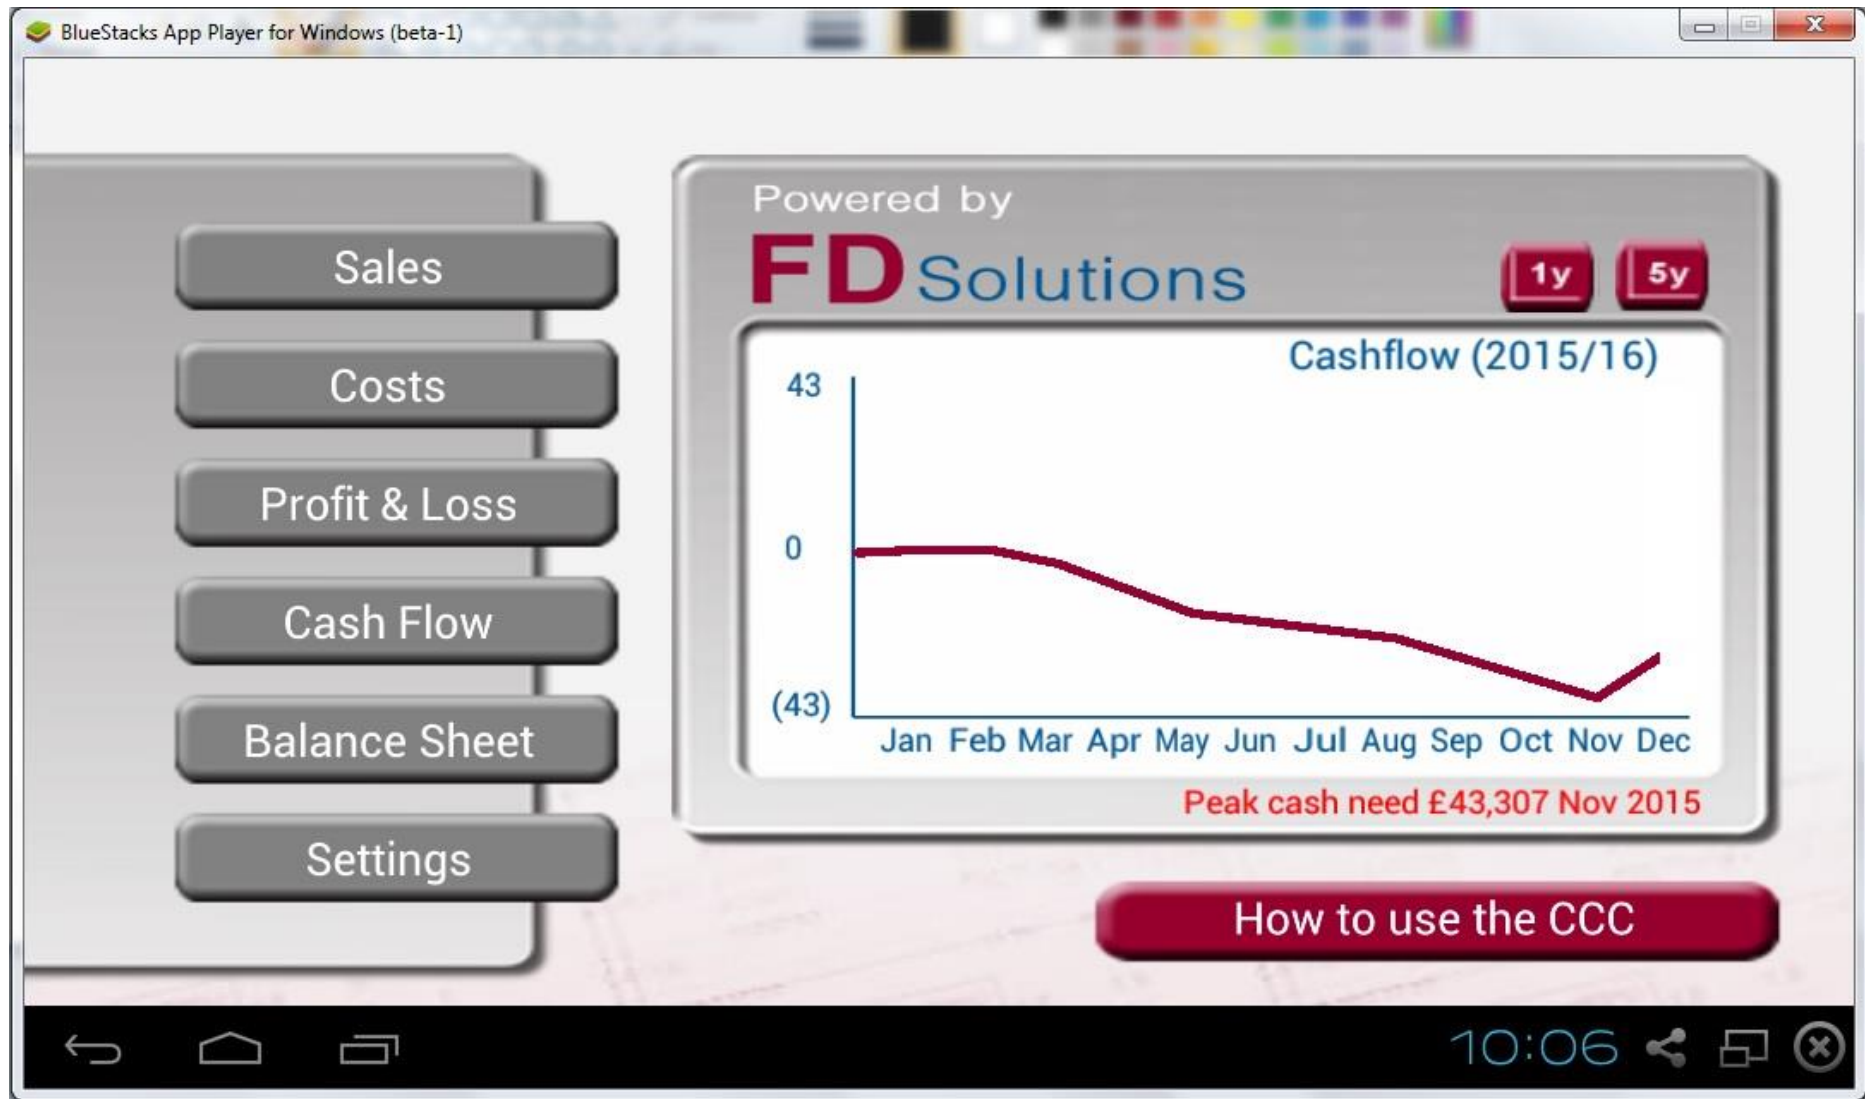 BlueStacks App Player for Windows (beta-1)
Sales
Costs
Profit & Loss
Cash Flow
Balance Sheet
Settings
Powered by
FD Solutions
1y 5y
Cashflow (2015/16)
43
0
(43)
Jan Feb Mar Apr May Jun Jul Aug Sep Oct Nov Dec
Peak cash need £43,307 Nov 2015
How to use the CCC
10:06